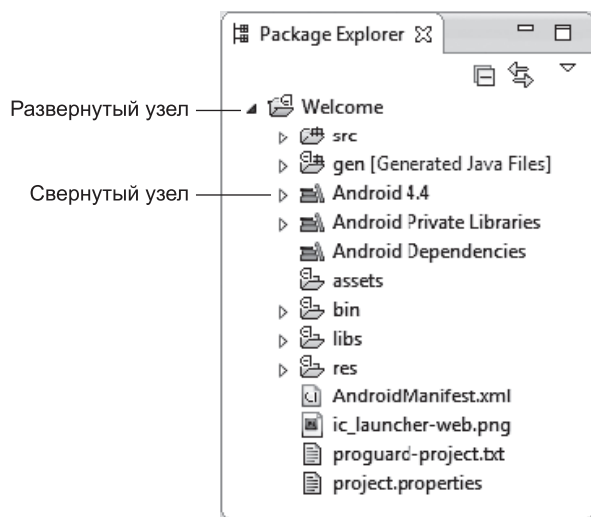 Package Explorer
Развернутый узел
Welcome
src
gen [Generated Java Files]
Свернутый узел
Android 4.4
Android Private Libraries
Android Dependencies
assets
bin
libs
res
AndroidManifest.xml
ic_launcher-web.png
proguard-project.txt
project.properties